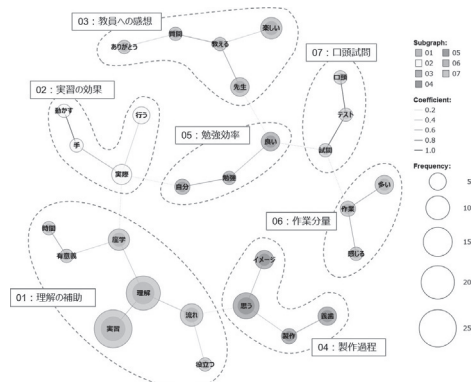 03：教員への感想
ありがとう
質問
教える
楽しい
先生
07：口頭試問
口頭
テスト
試問
02：実習の効果
動かす
手
行う
実際
05：勉強効率
良い
自分
勉強
06：作業分量
多い
作業
感じる
01：理解の補助
時間
有意義
座学
理解
実習
流れ
役立つ
イメージ
思う
製作
義歯
04：製作過程
Subgraph:
01 05
02 06
03 07
04
Coefficient:
0.2
0.4
0.6
0.8
1.0
Frequency:
5
10
15
20
25